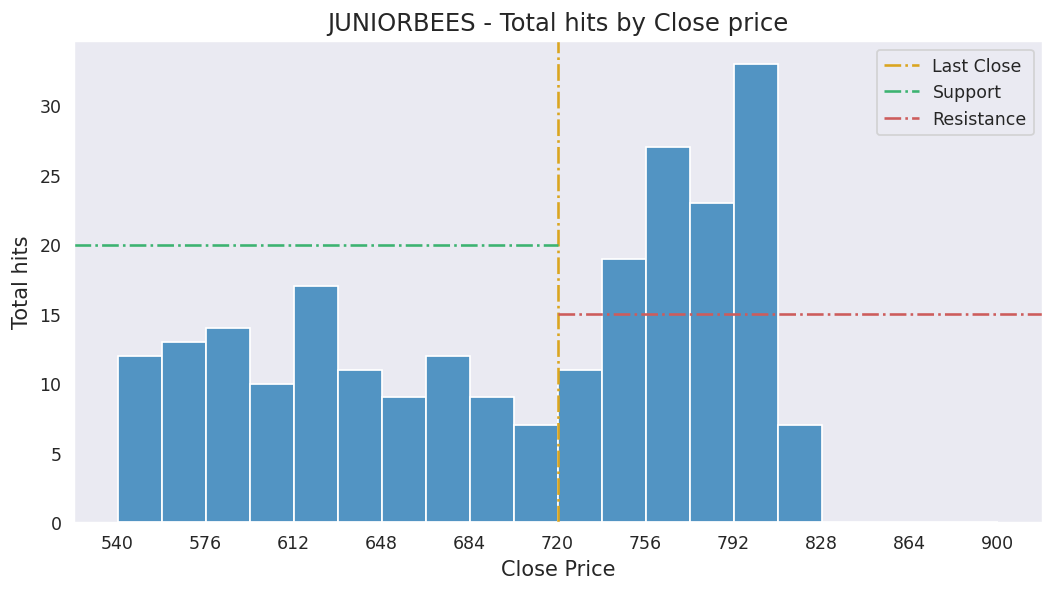 JUNIORBEES - Total hits by Close price
Last Close
Support
Resistance
Total hits
30
25
20
15
10
5
0
540 576 612 648 684 720 756 792 828 864 900
Close Price